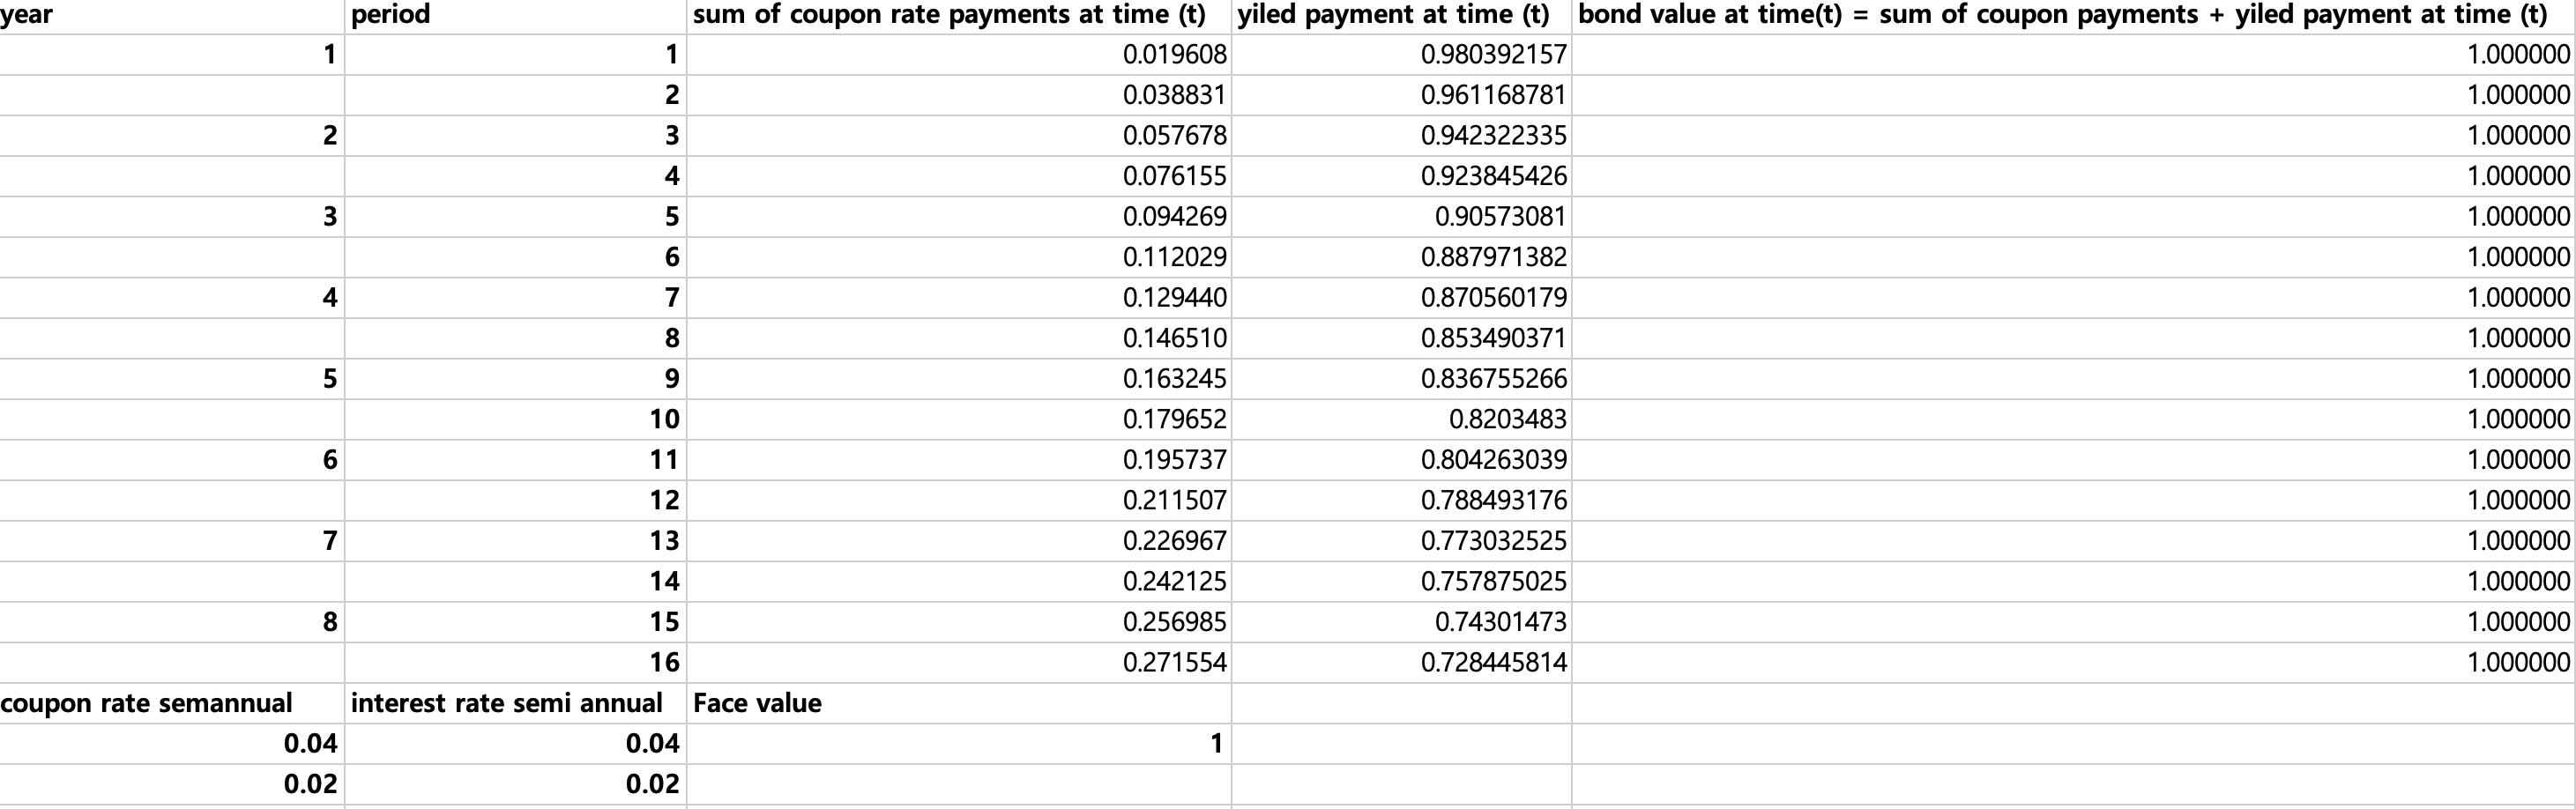 year period sum of coupon rate payments at time (t) yiled payment at time (t) bond value at time(t) = sum of coupon payments + yiled payment at time (t)
1 1 0.019608 0.980392157 1.000000
2 0.038831 0.961168781 1.000000
2 3 0.057678 0.942322335 1.000000
4 0.076155 0.923845426 1.000000
3 5 0.094269 0.90573081 1.000000
6 0.112029 0.887971382 1.000000
4 7 0.129440 0.870560179 1.000000
8 0.146510 0.853490371 1.000000
5 9 0.163245 0.836755266 1.000000
10 0.179652 0.8203483 1.000000
6 11 0.195737 0.804263039 1.000000
12 0.211507 0.788493176 1.000000
7 13 0.226967 0.773032525 1.000000
14 0.242125 0.757875025 1.000000
8 15 0.256985 0.74301473 1.000000
16 0.271554 0.728445814 1.000000
coupon rate semannual interest rate semi annual Face value
0.04 0.04 1
0.02 0.02